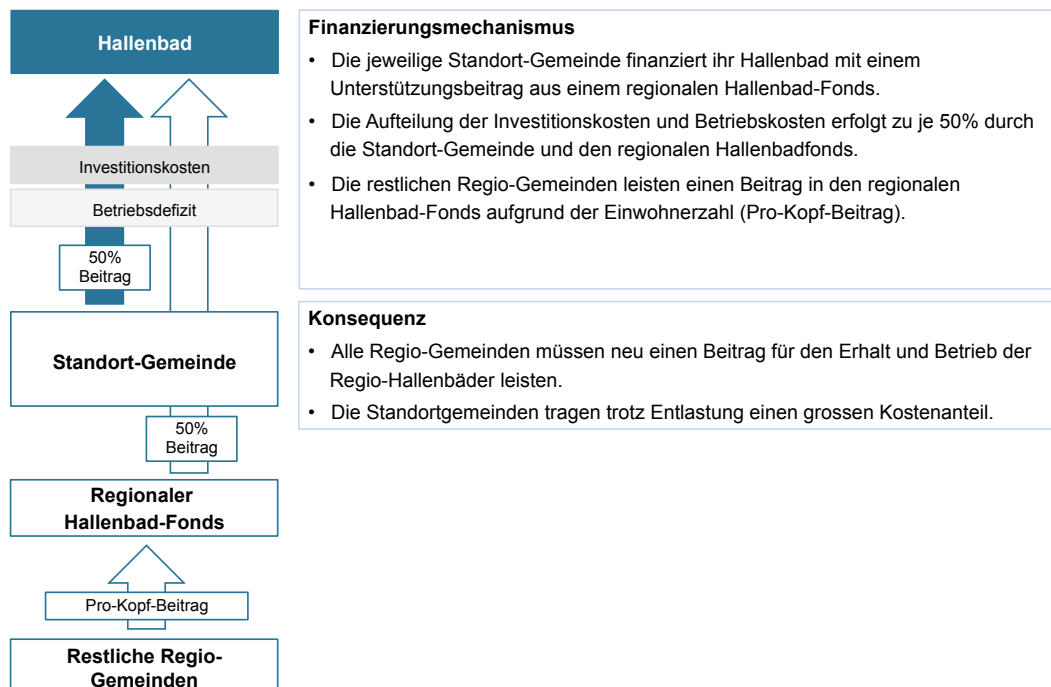 Hallenbad
Investitionskosten
Betriebsdefizit
50%
Beitrag
Standort-Gemeinde
50%
Beitrag
Regionaler
Hallenbad-Fonds
Pro-Kopf-Beitrag
Restliche Regio-
Gemeinden
Finanzierungsmechanismus
• Die jeweilige Standort-Gemeinde finanziert ihr Hallenbad mit einem
Unterstützungsbeitrag aus einem regionalen Hallenbad-Fonds.
• Die Aufteilung der Investitionskosten und Betriebskosten erfolgt zu je 50% durch
die Standort-Gemeinde und den regionalen Hallenbadfonds.
• Die restlichen Regio-Gemeinden leisten einen Beitrag in den regionalen
Hallenbad-Fonds aufgrund der Einwohnerzahl (Pro-Kopf-Beitrag).
Konsequenz
• Alle Regio-Gemeinden müssen neu einen Beitrag für den Erhalt und Betrieb der
Regio-Hallenbäder leisten.
• Die Standortgemeinden tragen trotz Entlastung einen grossen Kostenanteil.